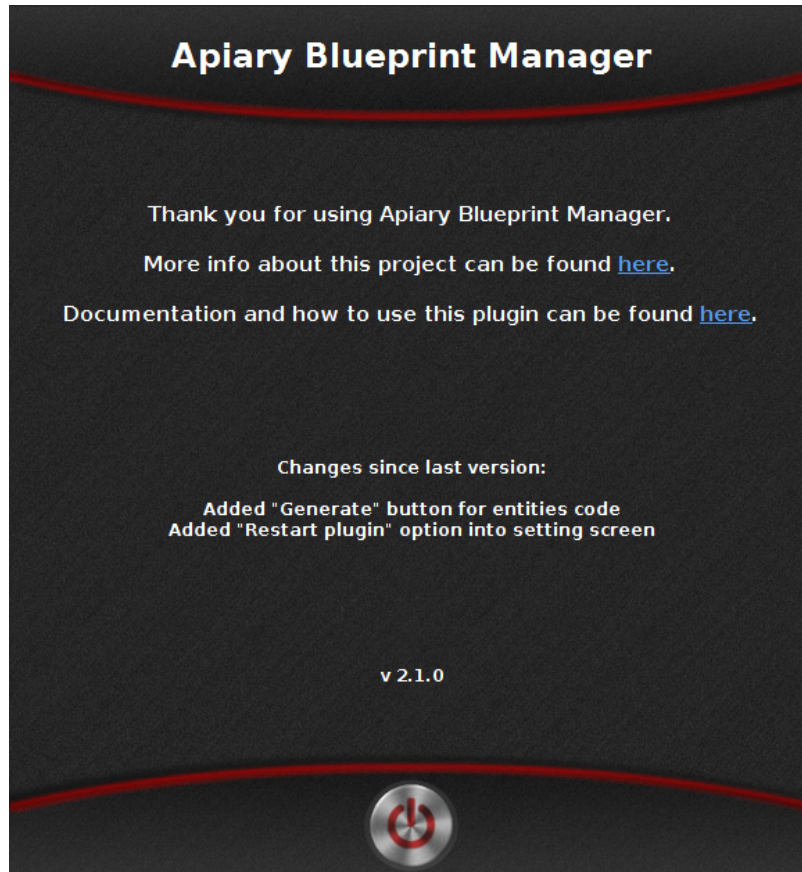 Apiary Blueprint Manager
Thank you for using Apiary Blueprint Manager.
More info about this project can be found here.
Documentation and how to use this plugin can be found here.
Changes since last version:
Added "Generate" button for entities code
Added "Restart plugin" option into setting screen
v 2.1.0